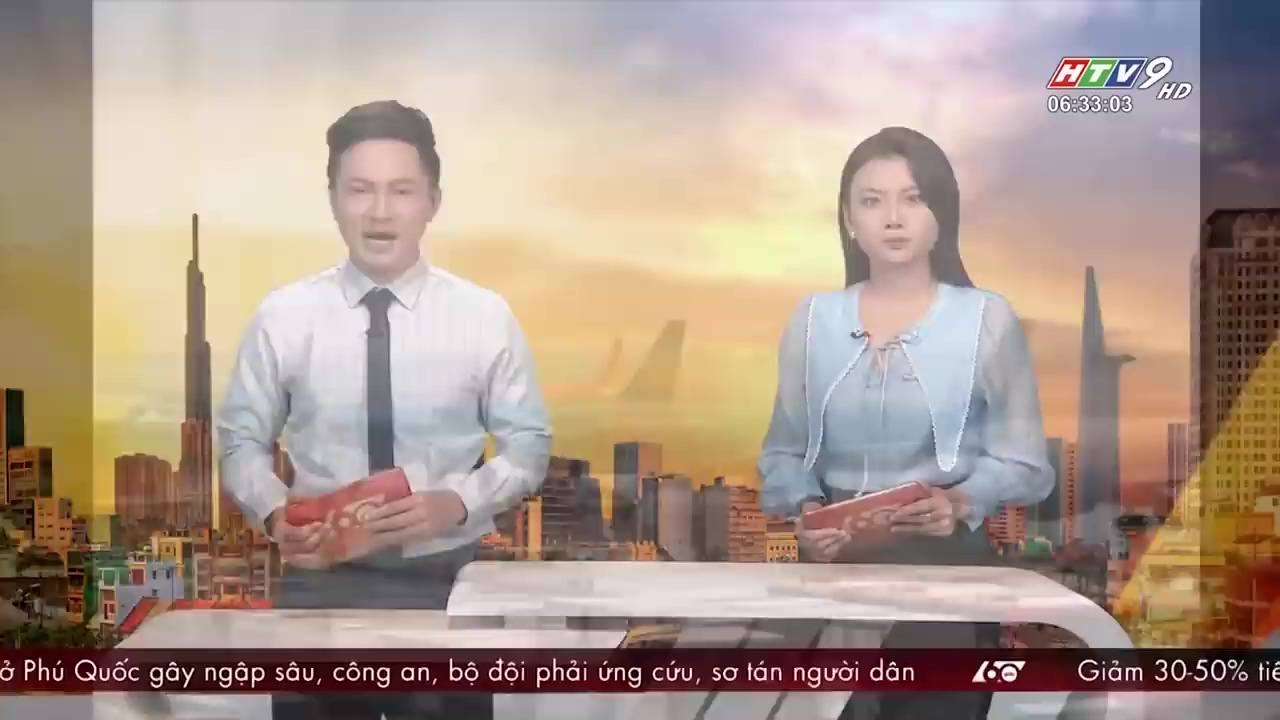 HTV9
HD
06:33:03
ở Phú Quốc gây ngập sâu, công an, bộ đội phải ứng cứu, sơ tán người dân 60 Giảm 30-50%